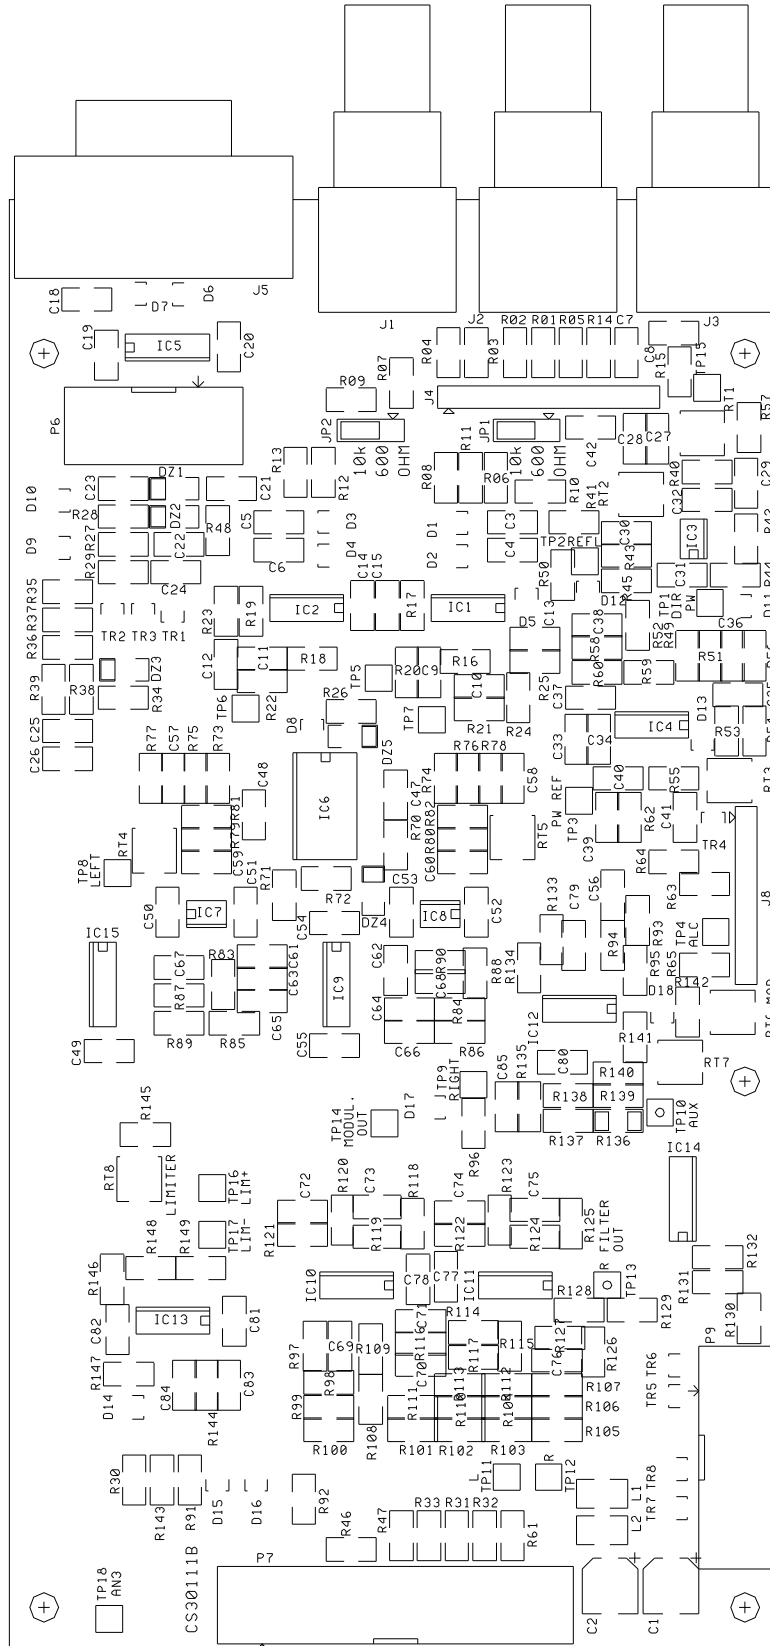 C18
D7
D6
J5
J1
J2
J3
C19
IC5
C20
R04
R03
R02
R01
R05
R14
C7
C8
R15
TP15
R07
R09
J4
RT1
R57
P6
JP2
JP1
10k
600
OHM
10k
600
OHM
R13
R12
R08
R11
R06
C42
C28
C27
R10
R41
RT2
R40
C32
C29
D10
C23
DZ1
C21
R28
DZ2
R48
C5
D3
D1
C3
C30
IC3
D9
R27
C22
C6
D4
D2
C4
TP2
REFL
R43
R29
C24
C14
C15
R50
R45
C31
R44
R35
R37
R36
TR2
TR3
TR1
R23
R19
IC2
R17
IC1
D5
C13
D12
TP1
DIR
PW
D11
C38
R58
R52
R49
C36
C12
C11
R18
TP5
R20
C9
R16
R25
R60
R59
R51
R39
R38
DZ3
R34
TP6
R22
R26
TP7
C10
R21
R24
C37
D13
C25
C26
D8
DZ5
C33
C34
IC4
R53
R77
C57
R75
R73
C48
IC6
C47
R74
R76
R78
C58
PW REF
C40
R55
TP3
R81
R79
C59
RT4
TP8
LEFT
R70
R82
R80
C60
RT5
C39
R62
C41
TR4
R64
R63
C51
R71
R72
C53
DZ4
C50
IC7
C54
IC8
C52
R133
C79
C56
R94
R93
TP4
ALC
J8
IC15
R83
C67
R87
R89
R85
C61
C63
C65
IC9
C62
C64
R90
C68
R88
R84
R134
R95
R65
R142
D18
IC12
C49
C55
C66
R86
R135
C85
C80
R141
RT7
R140
R139
R138
R137
R136
TP9
RIGHT
TP10
AUX
R145
TP14
MODUL.
OUT
D17
R96
IC14
RT8
LIMITER
TP16
LIM+
TP17
LIM-
C72
R120
C73
R118
C74
R123
C75
R121
R119
R122
R124
R125
R FILTER
OUT
R148
R149
R146
IC10
C78
C77
IC11
R128
TP13
R132
R131
R129
R130
C82
IC13
C81
R97
C69
R109
C71
R116
C70
R114
R117
R115
R127
C76
R126
P9
R147
D14
C84
R144
C83
R99
R98
R100
R108
R111
R101
R102
R103
R107
R106
R105
TR5
TR6
R30
R143
R91
D15
D16
R92
L
TP11
R
TP12
L1
L2
TR7
TR8
R46
R47
R33
R31
R32
R61
P7
CS30111B
TP18
AN3
C2
C1
+
+